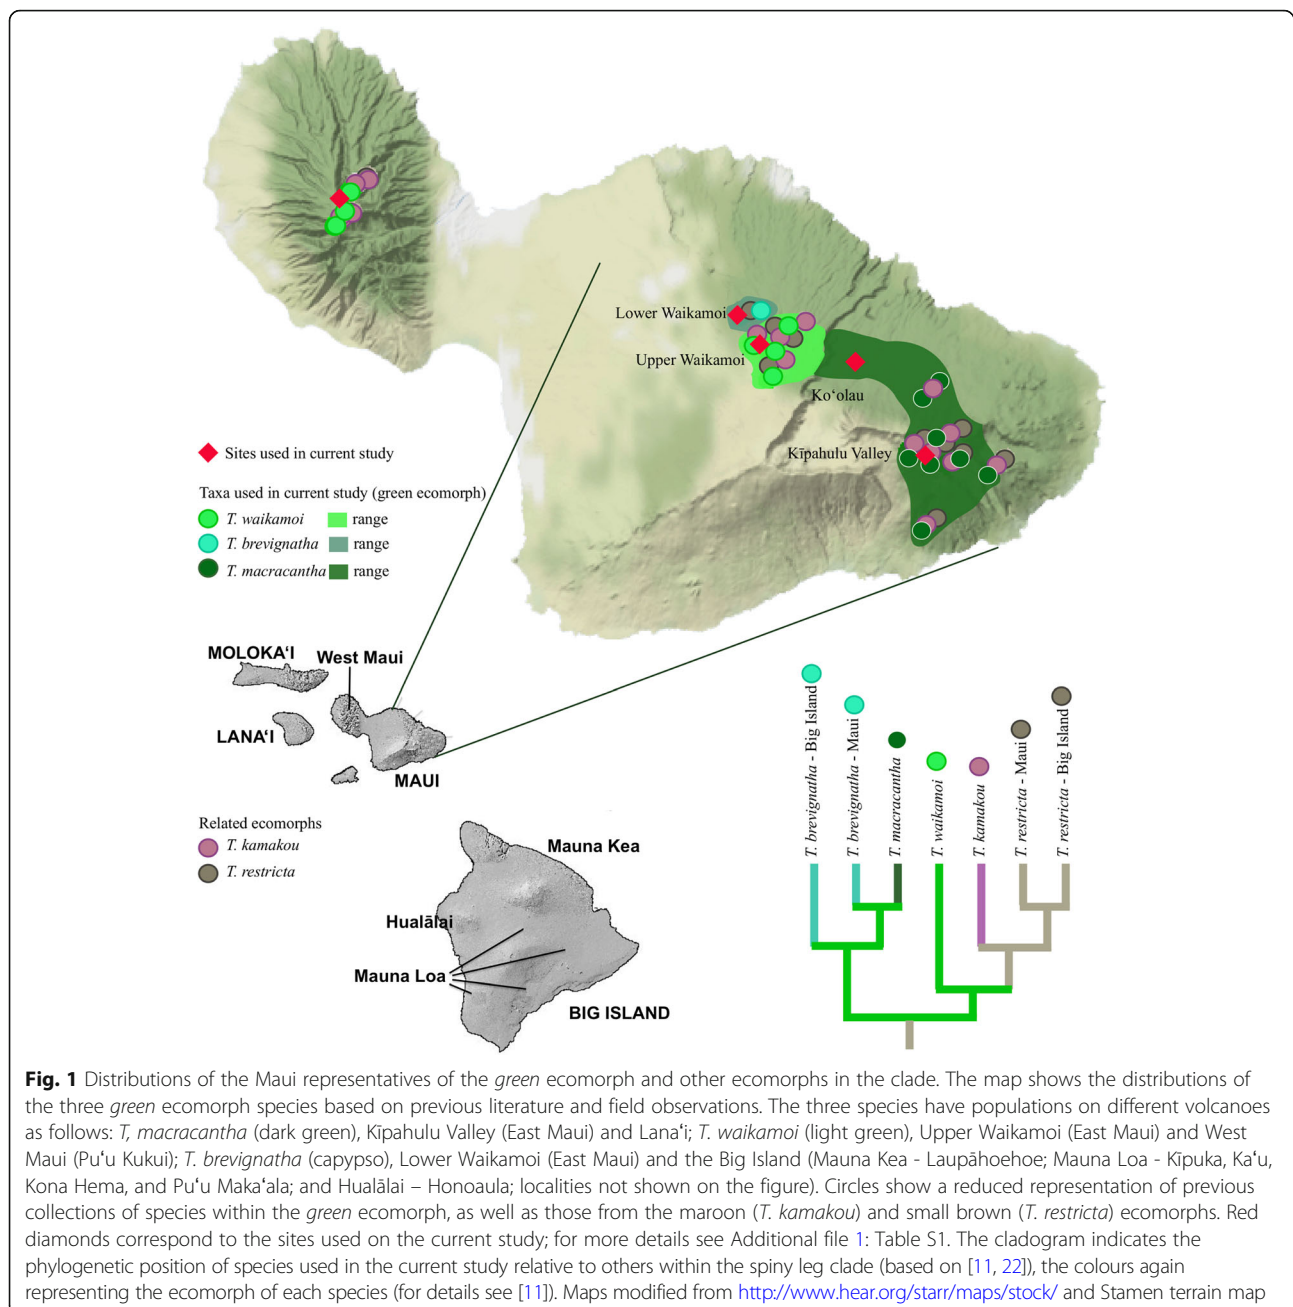 Lower Waikamoi
Upper Waikamoi
Koʻolau
Kīpahulu Valley
Sites used in current study
Taxa used in current study (green ecomorph)
T. waikamoi range
T. brevignatha range
T. macracantha range
MOLOKAʻI
West Maui
LANAʻI
MAUI
Related ecomorphs
T. kamakou
T. restricta
Mauna Kea
Hualālai
Mauna Loa
BIG ISLAND
T. brevignatha - Big Island
T. brevignatha - Maui
T. macracantha
T. waikamoi
T. kamakou
T. restricta - Maui
T. restricta - Big Island
Fig. 1 Distributions of the Maui representatives of the green ecomorph and other ecomorphs in the clade. The map shows the distributions of
the three green ecomorph species based on previous literature and field observations. The three species have populations on different volcanoes
as follows: T, macracantha (dark green), Kīpahulu Valley (East Maui) and Lanaʻi; T. waikamoi (light green), Upper Waikamoi (East Maui) and West
Maui (Puʻu Kukui); T. brevignatha (capypso), Lower Waikamoi (East Maui) and the Big Island (Mauna Kea - Laupāhoehoe; Mauna Loa - Kīpuka, Kaʻu,
Kona Hema, and Puʻu Makaʻala; and Hualālai – Honoaula; localities not shown on the figure). Circles show a reduced representation of previous
collections of species within the green ecomorph, as well as those from the maroon (T. kamakou) and small brown (T. restricta) ecomorphs. Red
diamonds correspond to the sites used on the current study; for more details see Additional file 1: Table S1. The cladogram indicates the
phylogenetic position of species used in the current study relative to others within the spiny leg clade (based on [11, 22]), the colours again
representing the ecomorph of each species (for details see [11]). Maps modified from http://www.hear.org/starr/maps/stock/ and Stamen terrain map